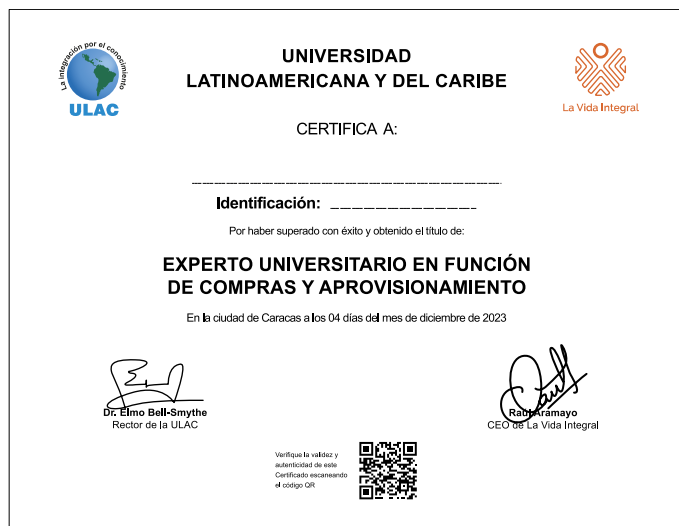 La integración por el conocimiento
ULAC
UNIVERSIDAD
LATINOAMERICANA Y DEL CARIBE
La Vida Integral
CERTIFICA A:
Identificación:
Por haber superado con éxito y obtenido el título de:
EXPERTO UNIVERSITARIO EN FUNCIÓN
DE COMPRAS Y APROVISIONAMIENTO
En la ciudad de Caracas a los 04 días del mes de diciembre de 2023
Dr. Elmo Bell-Smythe
Rector de la ULAC
Raúl Aramayo
CEO de La Vida Integral
Verifique la validez y
autenticidad de este
Certificado escaneando
el código QR